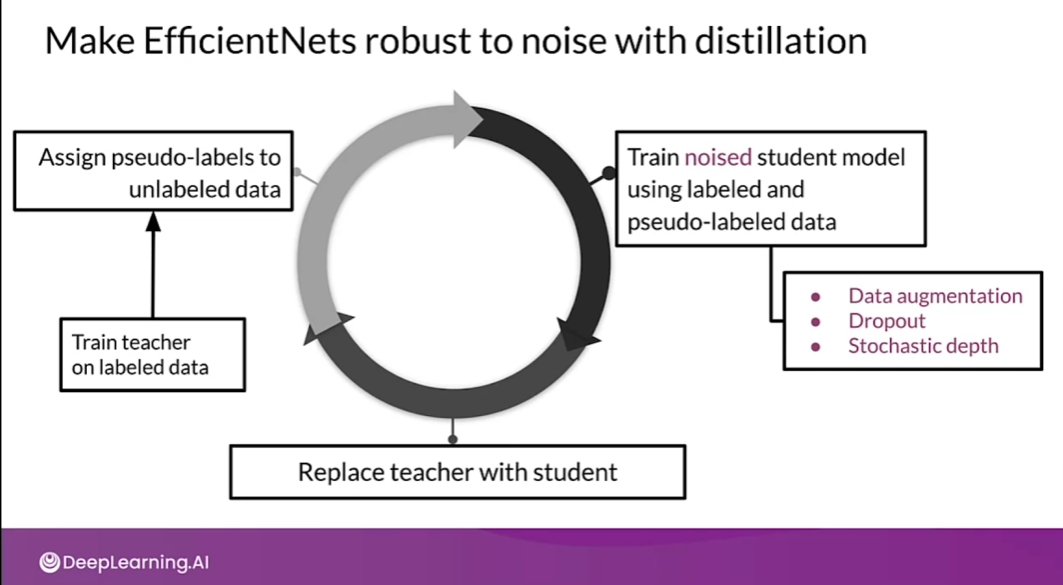 Make EfficientNets robust to noise with distillation
Assign pseudo-labels to
unlabeled data
Train teacher
on labeled data
Train noised student model
using labeled and
pseudo-labeled data
● Data augmentation
● Dropout
● Stochastic depth
Replace teacher with student
DeepLearning.AI